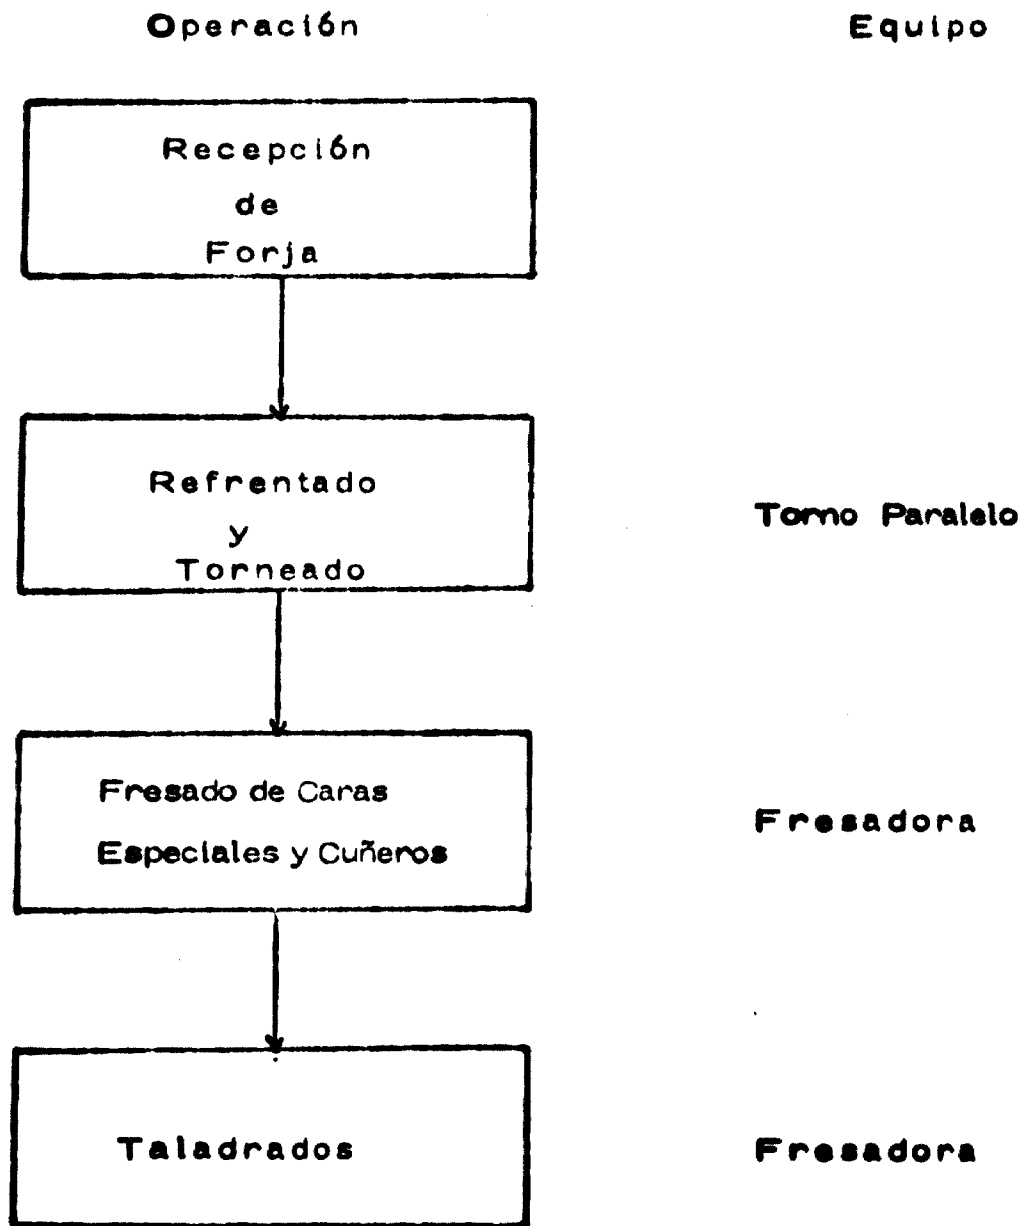 Operación Equipo
Recepción
de
Forja
Refrentado
y
Torneado
Torno Paralelo
Fresado de Caras
Especiales y Cuñeros
Fresadora
Taladrados Fresadora